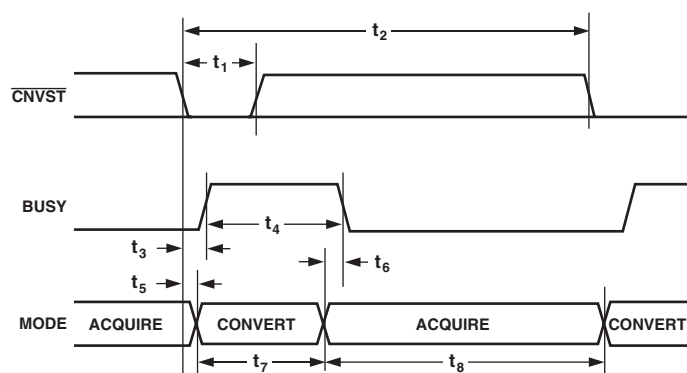 t2
t1
CNVST
BUSY
t4
t3
t6
t5
MODE ACQUIRE CONVERT ACQUIRE CONVERT
t7 t8